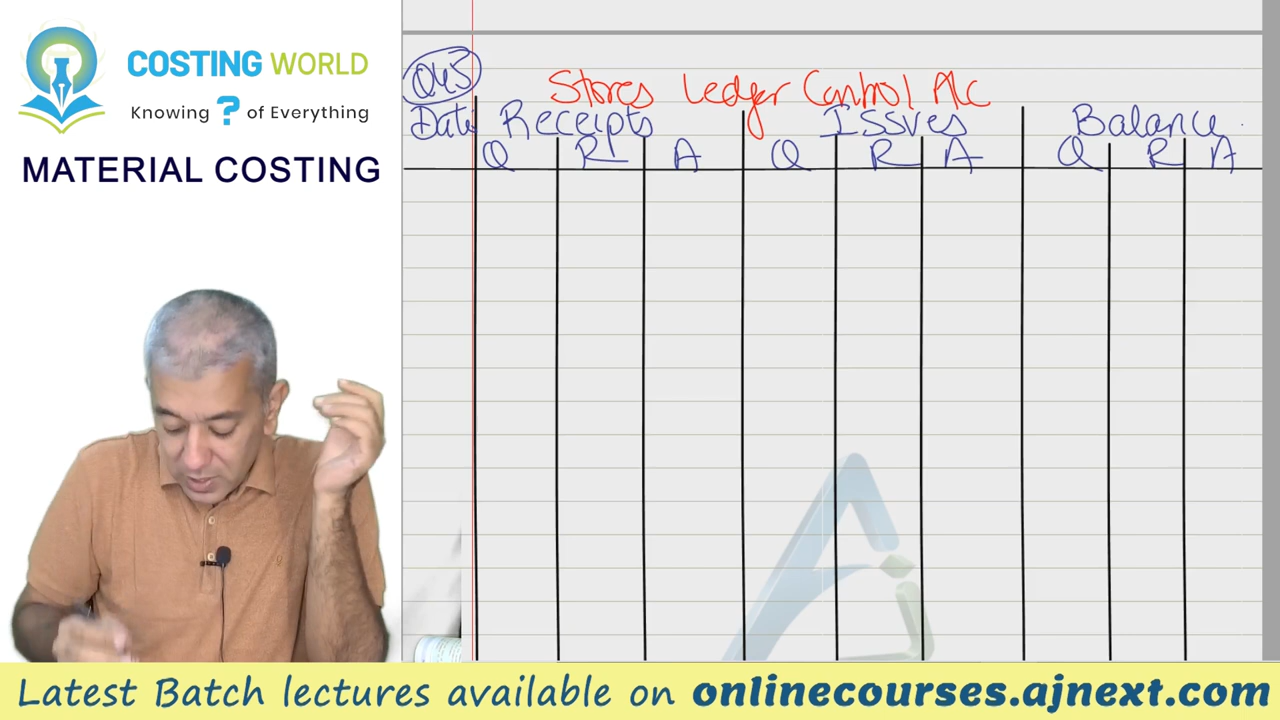 COSTING WORLD
Knowing ? of Everything
MATERIAL COSTING
Q45
Stores Ledger Control A/c
Date Receipts Issues Balance
Q R A Q R A Q R A
Latest Batch lectures available on onlinecourses.ajnext.com